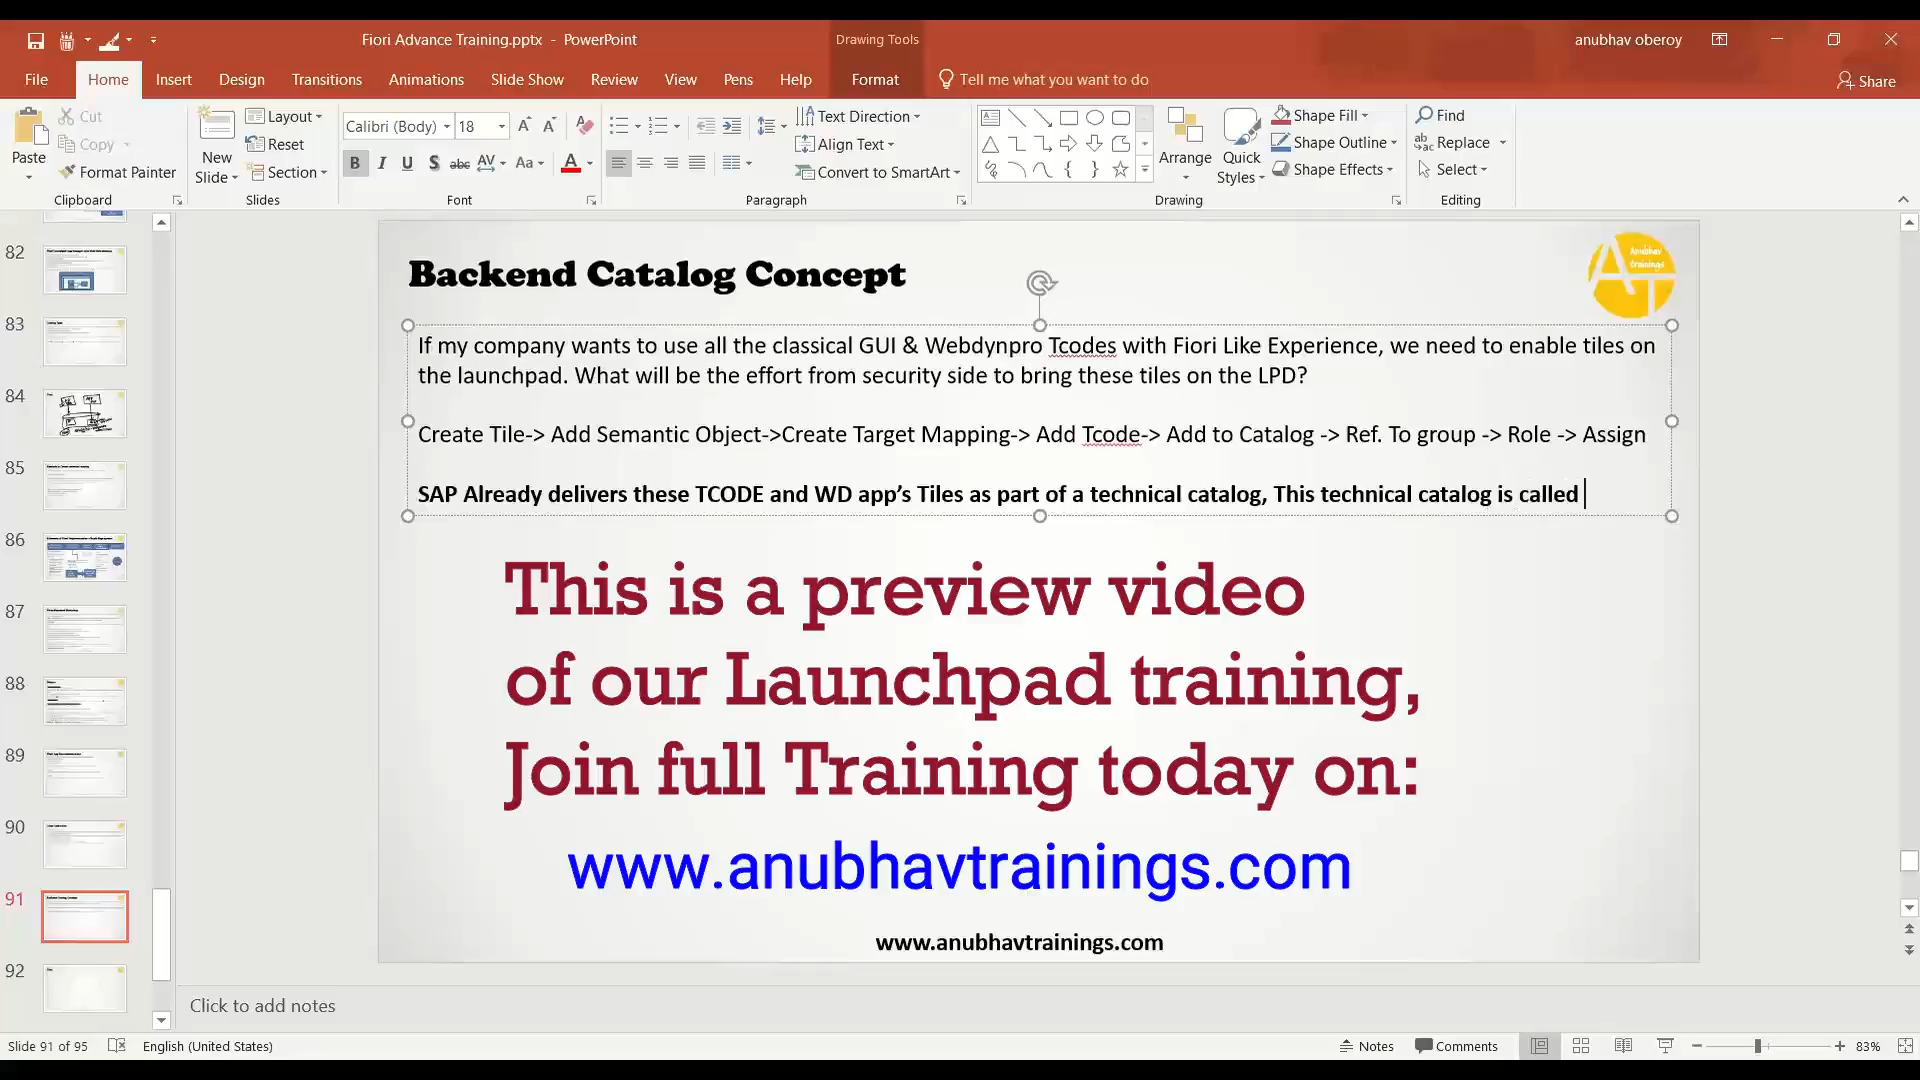 Fiori Advance Training.pptx - PowerPoint
Drawing Tools
anubhav oberoy
File
Home
Insert
Design
Transitions
Animations
Slide Show
Review
View
Pens
Help
Format
Tell me what you want to do
Share
Paste
Cut
Copy
Format Painter
Clipboard
New Slide
Layout
Reset
Section
Slides
Calibri (Body)
18
B I U S abc AV Aa A
Font
Text Direction
Align Text
Convert to SmartArt
Paragraph
Arrange
Quick Styles
Shape Fill
Shape Outline
Shape Effects
Drawing
Find
Replace
Select
Editing
82
83
84
85
86
87
88
89
90
91
92
Backend Catalog Concept
Anubhav
trainings
If my company wants to use all the classical GUI & Webdynpro Tcodes with Fiori Like Experience, we need to enable tiles on
the launchpad. What will be the effort from security side to bring these tiles on the LPD?
Create Tile-> Add Semantic Object->Create Target Mapping-> Add Tcode-> Add to Catalog -> Ref. To group -> Role -> Assign
SAP Already delivers these TCODE and WD app's Tiles as part of a technical catalog, This technical catalog is called
This is a preview video
of our Launchpad training,
Join full Training today on:
www.anubhavtrainings.com
www.anubhavtrainings.com
Click to add notes
Slide 91 of 95
English (United States)
Notes
Comments
83%